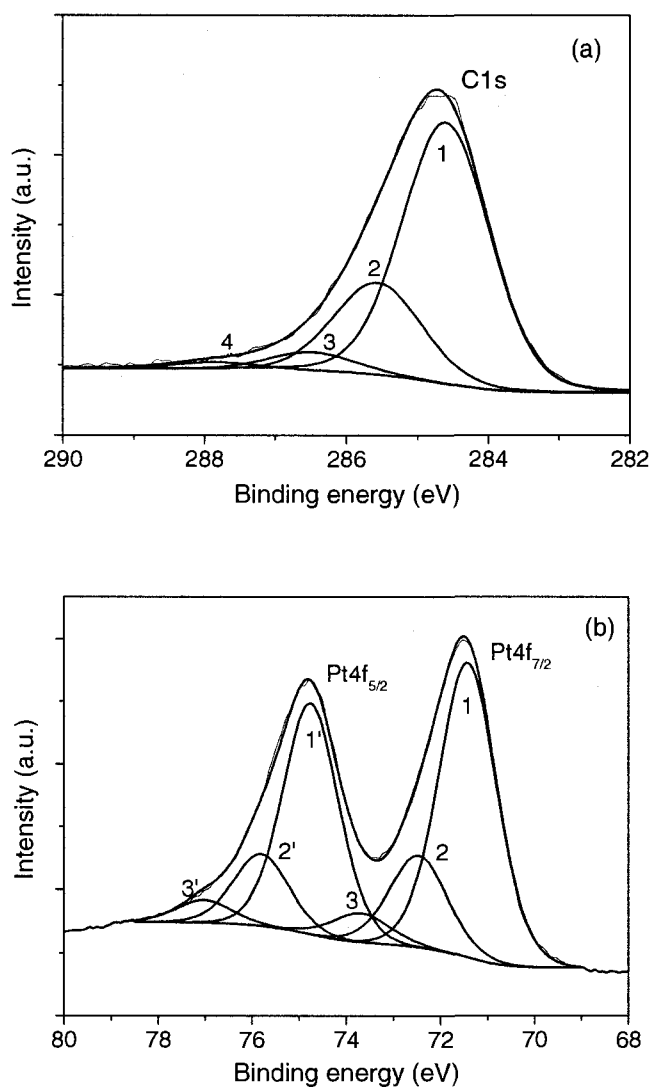 (a)
C1s
1
2
3
4
Intensity (a.u.)
290 288 286 284 282
Binding energy (eV)
(b)
Pt4f5/2
Pt4f7/2
1
1'
2'
2
3'
3
Intensity (a.u.)
80 78 76 74 72 70 68
Binding energy (eV)